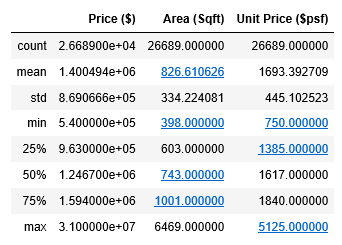 Price ($) Area (Sqft) Unit Price ($psf)
count 2.668900e+04 26689.000000 26689.000000
mean 1.400494e+06 826.610626 1693.392709
std 8.690665e+05 334.224081 445.102523
min 5.400000e+05 398.000000 750.000000
25% 9.630000e+05 603.000000 1385.000000
50% 1.246700e+06 743.000000 1617.000000
75% 1.594000e+06 1001.000000 1840.000000
max 3.100000e+07 6469.000000 5125.000000